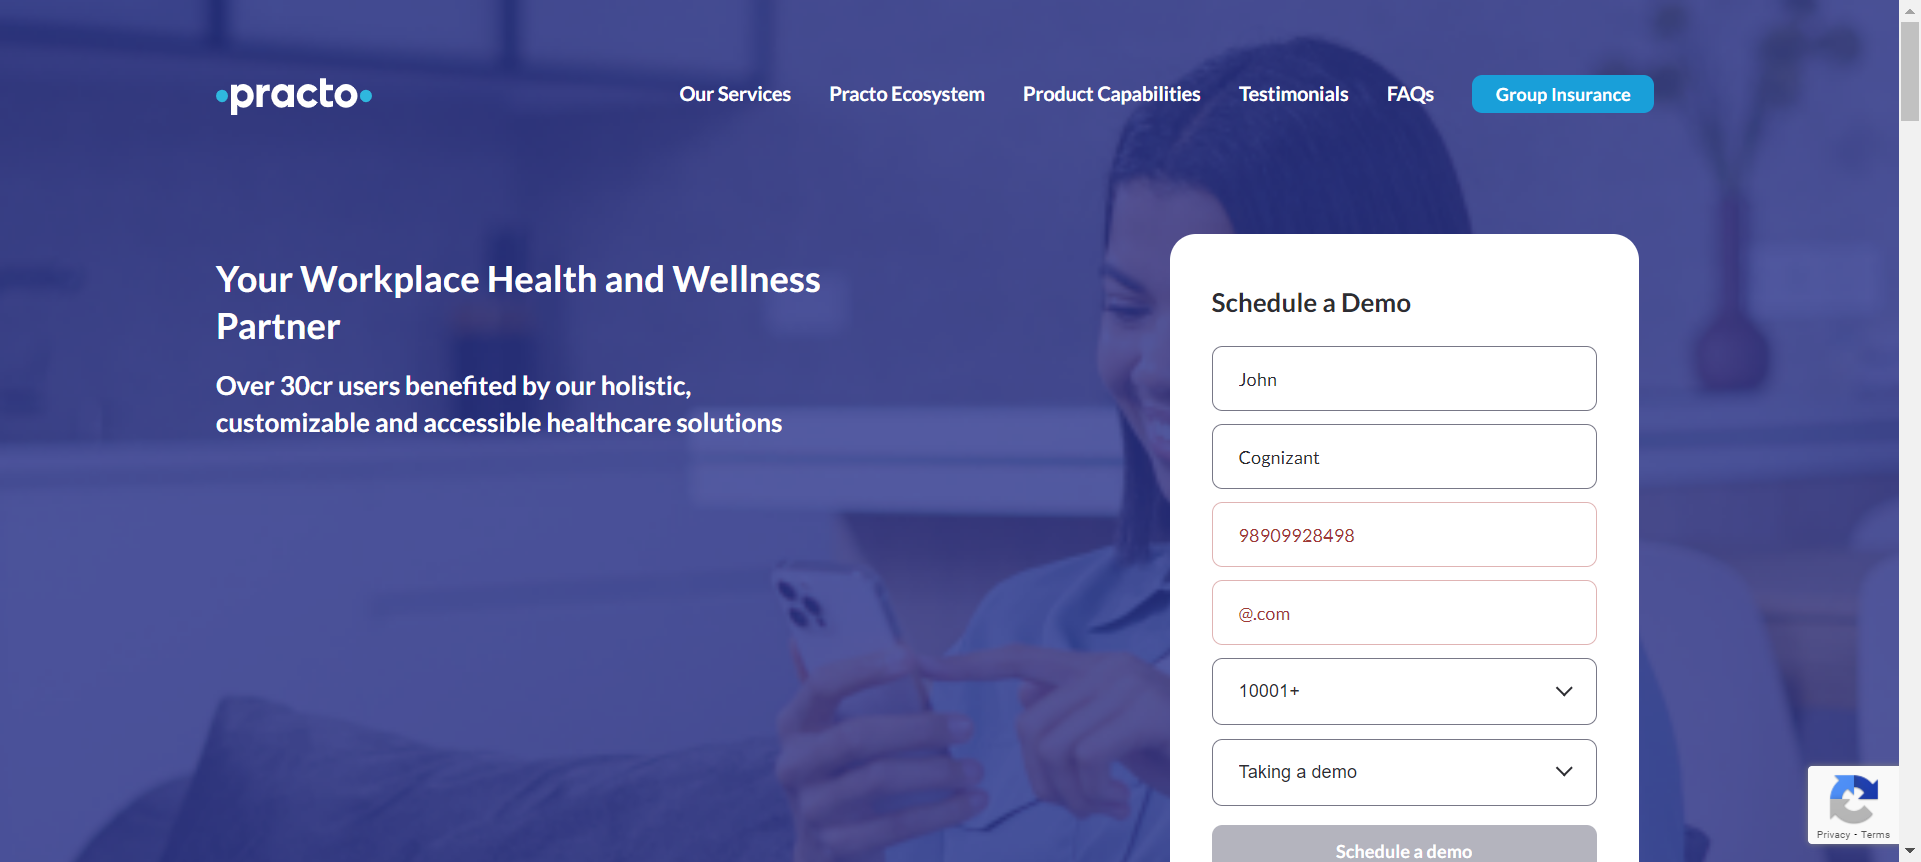 practo
Our Services
Practo Ecosystem
Product Capabilities
Testimonials
FAQs
Group Insurance
Your Workplace Health and Wellness
Partner
Over 30cr users benefited by our holistic,
customizable and accessible healthcare solutions
Schedule a Demo
John
Cognizant
98909928498
@.com
10001+
Taking a demo
Schedule a demo
Privacy - Terms